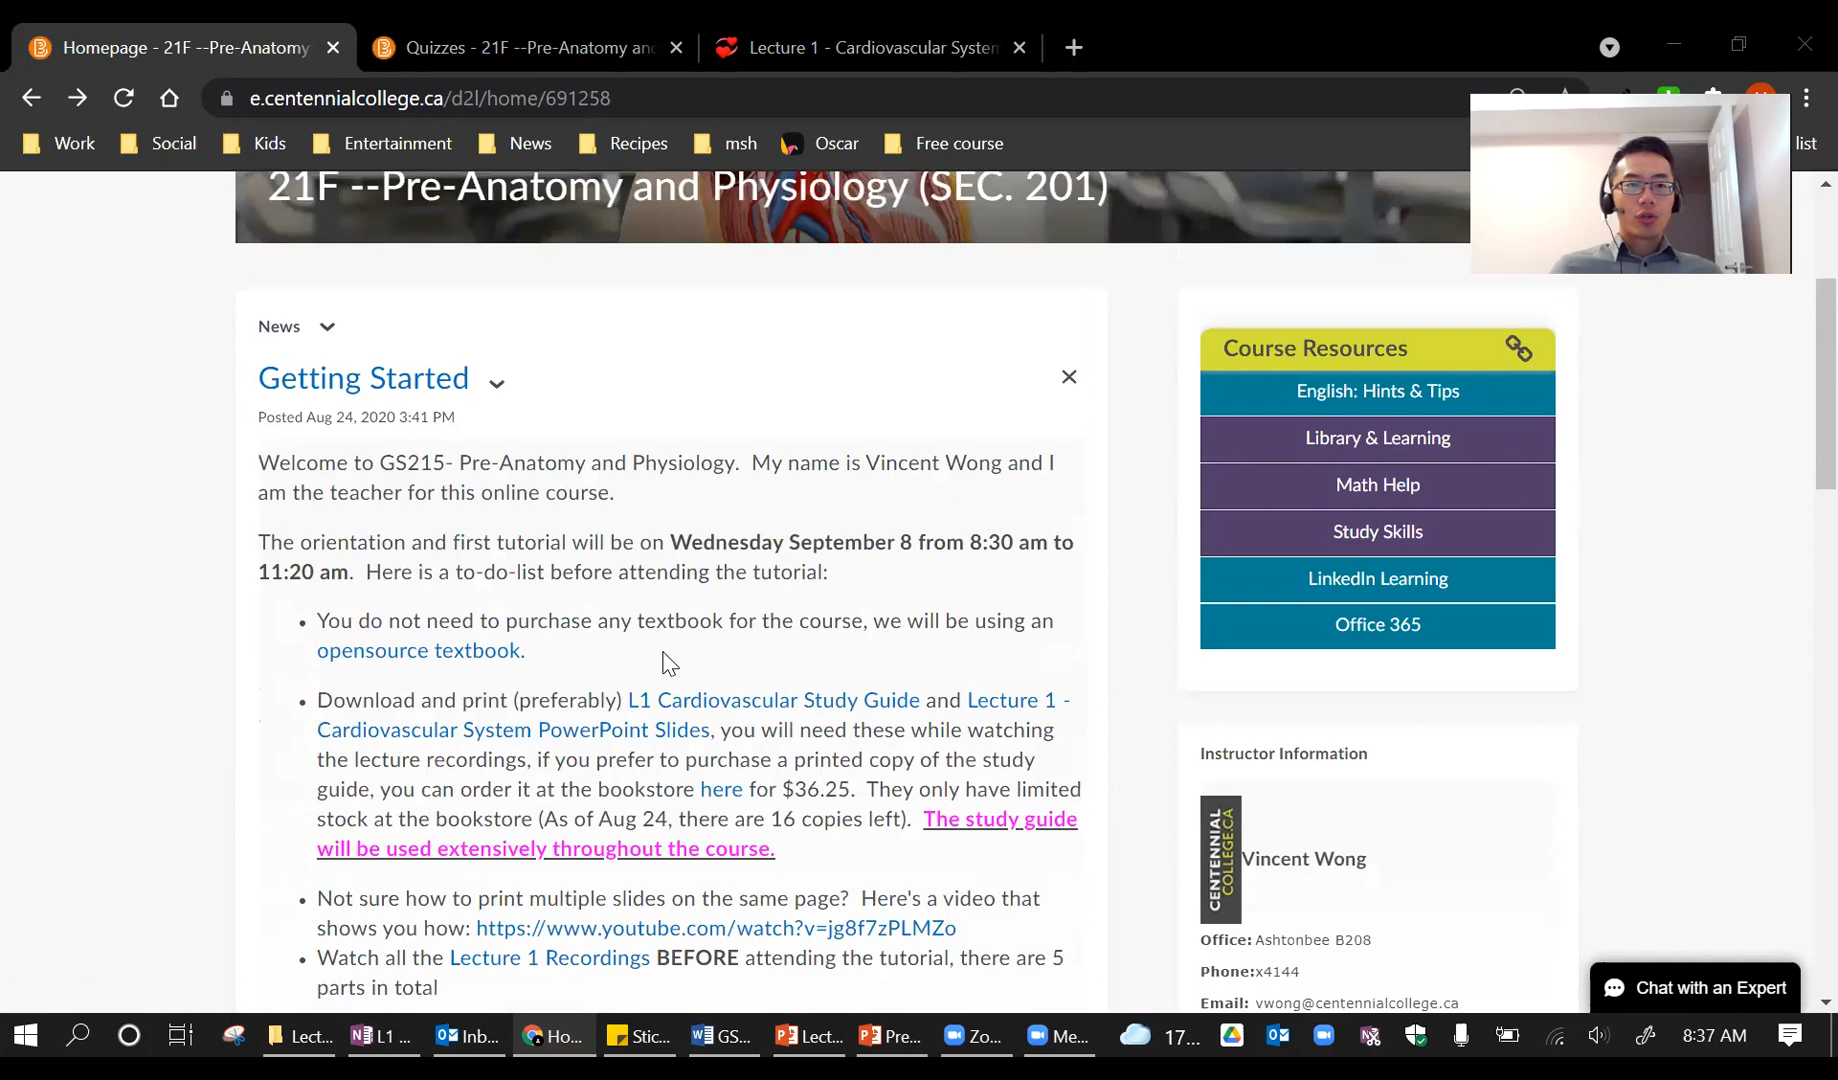 Homepage - 21F --Pre-Anatomy
Quizzes - 21F --Pre-Anatomy and
Lecture 1 - Cardiovascular System
e.centennialcollege.ca/d2l/home/691258
Work
Social
Kids
Entertainment
News
Recipes
msh
Oscar
Free course
list
21F --Pre-Anatomy and Physiology (SEC. 201)
News
Getting Started
Posted Aug 24, 2020 3:41 PM
Welcome to GS215- Pre-Anatomy and Physiology. My name is Vincent Wong and I
am the teacher for this online course.
The orientation and first tutorial will be on Wednesday September 8 from 8:30 am to
11:20 am. Here is a to-do-list before attending the tutorial:
• You do not need to purchase any textbook for the course, we will be using an
opensource textbook.
• Download and print (preferably) L1 Cardiovascular Study Guide and Lecture 1 -
Cardiovascular System PowerPoint Slides, you will need these while watching
the lecture recordings, if you prefer to purchase a printed copy of the study
guide, you can order it at the bookstore here for $36.25. They only have limited
stock at the bookstore (As of Aug 24, there are 16 copies left). The study guide
will be used extensively throughout the course.
• Not sure how to print multiple slides on the same page? Here's a video that
shows you how: https://www.youtube.com/watch?v=jg8f7zPLMZo
• Watch all the Lecture 1 Recordings BEFORE attending the tutorial, there are 5
parts in total
Course Resources
English: Hints & Tips
Library & Learning
Math Help
Study Skills
LinkedIn Learning
Office 365
Instructor Information
CENTENNIAL
COLLEGE.CA
Vincent Wong
Office: Ashtonbee B208
Phone:x4144
Email: vwong@centennialcollege.ca
Chat with an Expert
Lect...
L1 ...
Inb...
Ho...
Stic...
GS...
Lect...
Pre...
Zo...
Me...
17...
8:37 AM